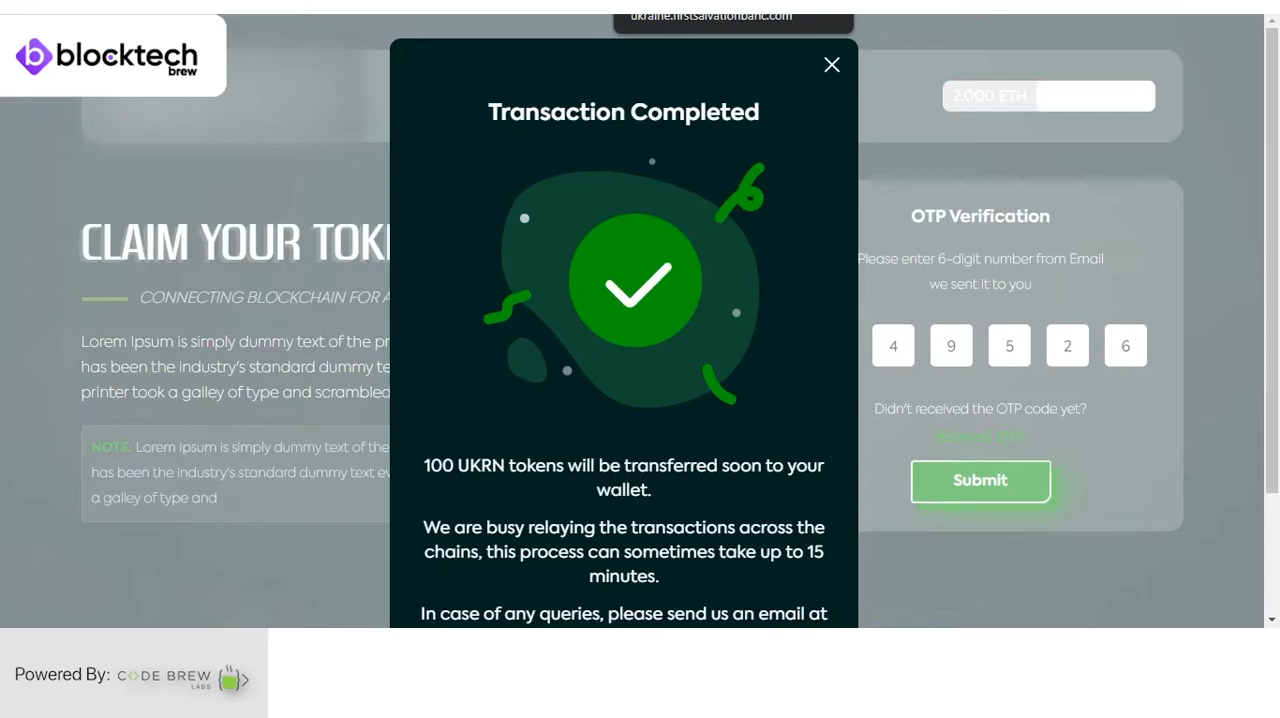 ukraine.firstsalvationbanc.com
blocktech
brew
Transaction Completed
2.000 ETH
CLAIM YOUR TOK
CONNECTING BLOCKCHAIN FOR A
Lorem Ipsum is simply dummy text of the pr
has been the industry's standard dummy te
printer took a galley of type and scrambled
NOTE: Lorem Ipsum is simply dummy text of the
has been the industry's standard dummy text ev
a galley of type and
100 UKRN tokens will be transferred soon to your
wallet.
We are busy relaying the transactions across the
chains, this process can sometimes take up to 15
minutes.
In case of any queries, please send us an email at
OTP Verification
Please enter 6-digit number from Email
we sent it to you
4 9 5 2 6
Didn't received the OTP code yet?
Resend OTP
Submit
Powered By: CODE BREW
LABS